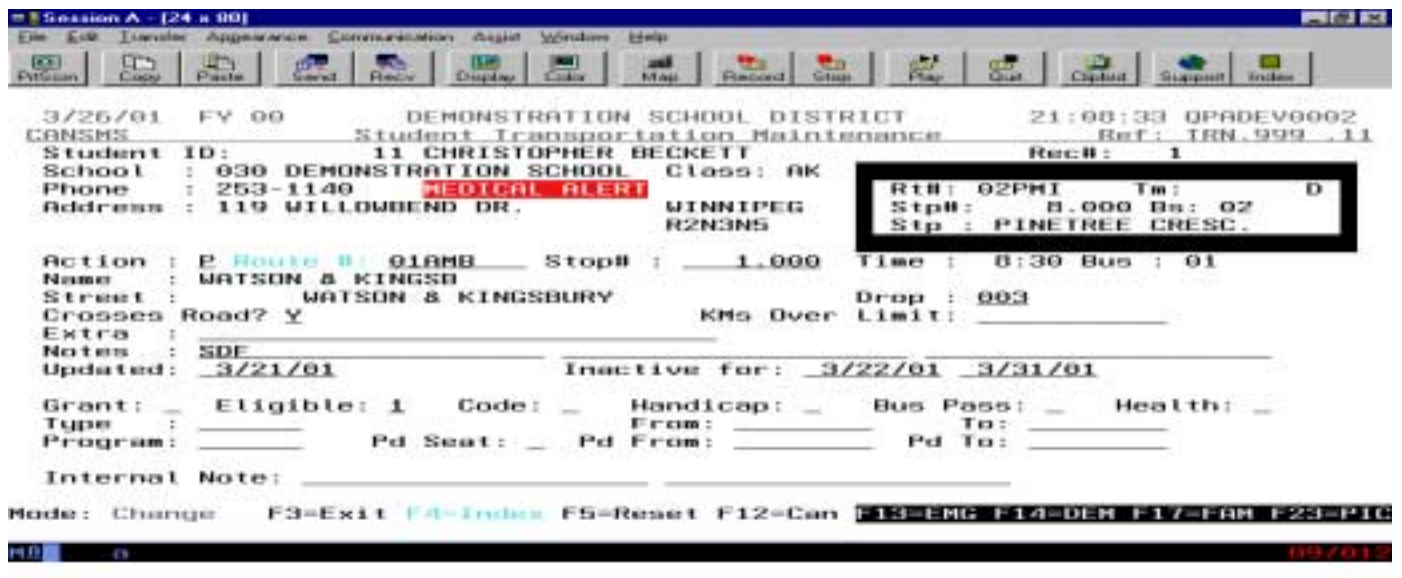 Session A - [24 x 80]
File Edit Transfer Appearance Communication Assist Window Help
PrtScrn Copy Paste Send Recv Display Color Map Record Stop Play Quit Clipbrd Support Index
3/26/01 FY 00 DEMONSTRATION SCHOOL DISTRICT 21:08:33 QPADEV0002
CANSMS Student Transportation Maintenance Ref: TRN.999 .11
Student ID: 11 CHRISTOPHER BECKETT Rec#: 1
School : 030 DEMONSTRATION SCHOOL Class: AK
Phone : 253-1140 MEDICAL ALERT Rt#: 02PMI Tm: D
Address : 119 WILLOWBEND DR. WINNIPEG Stp#: 8.000 Bs: 02
R2N3N5 Stp : PINETREE CRESC.
Action : P Route #: 01AMB Stop# : 1.000 Time : 8:30 Bus : 01
Name : WATSON & KINGSB
Street : WATSON & KINGSBURY Drop : 003
Crosses Road? Y KMs Over Limit:
Extra :
Notes : SDF
Updated: 3/21/01 Inactive for: 3/22/01 3/31/01
Grant: _ Eligible: 1 Code: _ Handicap: _ Bus Pass: _ Health: _
Type : From: To:
Program: Pd Seat: _ Pd From: Pd To:
Internal Note:
Mode: Change F3=Exit F4=Index F5=Reset F12=Can F13=EMG F14=DEM F17=FAM F23=PIC
a 09/012